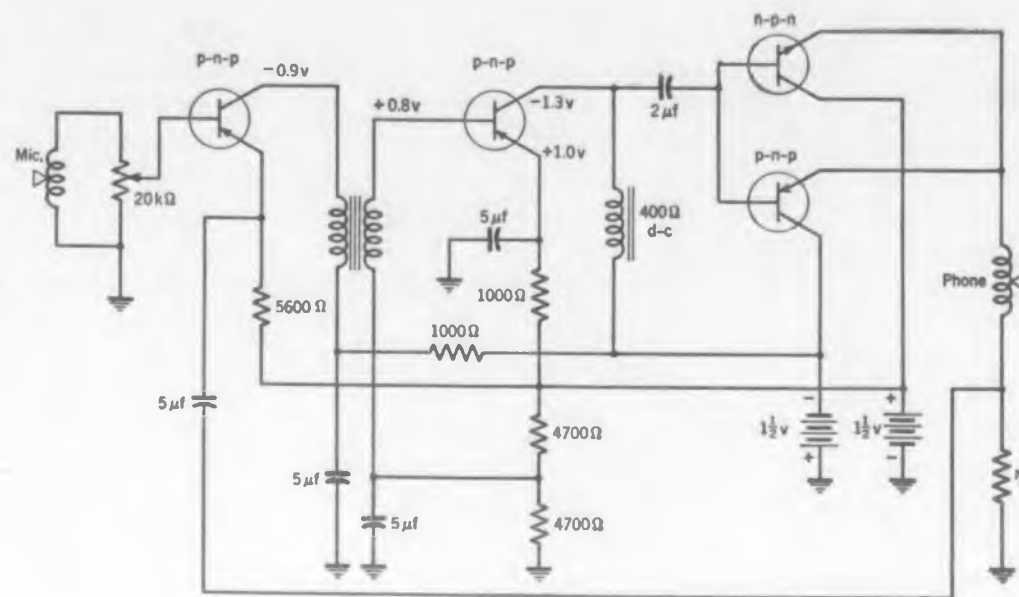 n-p-n
p-n-p
p-n-p
−0.9v
+0.8v
−1.3v
2μf
+1.0v
p-n-p
Mic.
20kΩ
5μf
400Ω
d-c
Phone
5600Ω
1000Ω
1000Ω
5μf
4700Ω
-
+
1½v
1½v
+
-
5μf
5μf
4700Ω